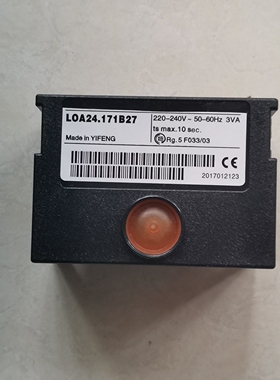 LOA24.171B27
Made in YIFENG
220-240V - 50-60Hz 3VA
ts max.10 sec.
Rg.5 F033/03
CE
2017012123